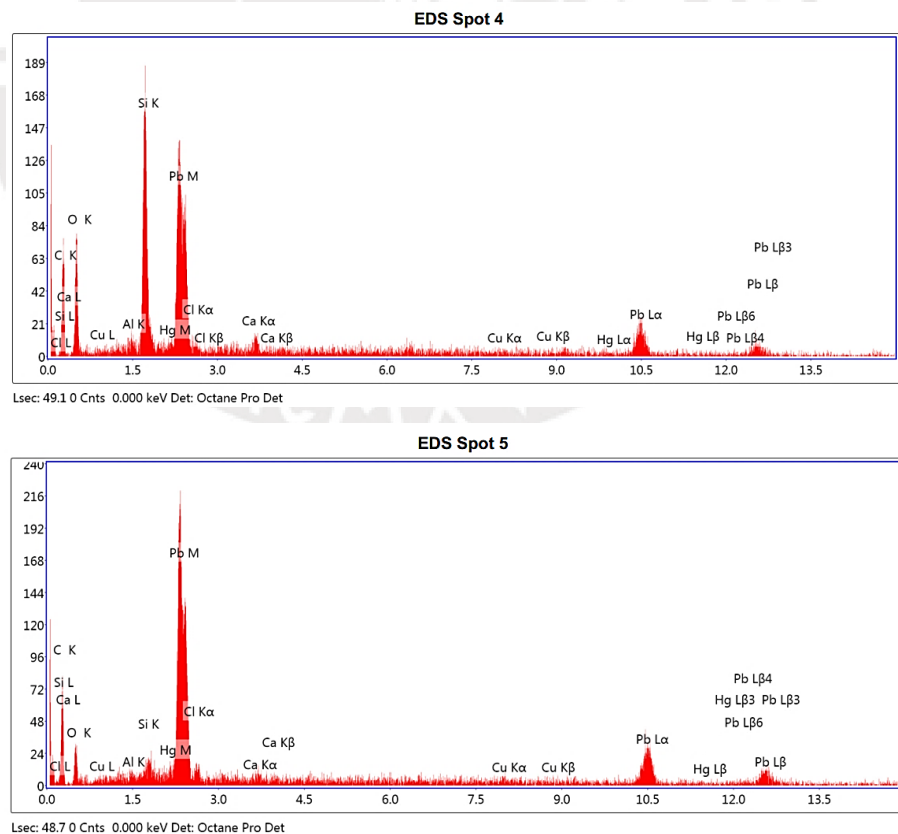 EDS Spot 4
189
168
147
126
105
84
63
42
21
0
Si K
Pb M
O K
C K
Ca L
Si L
Cl L
Cu L
Al K
Hg M
Cl Kα
Cl Kβ
Ca Kα
Ca Kβ
Cu Kα
Cu Kβ
Hg Lα
Pb Lα
Hg Lβ
Pb Lβ3
Pb Lβ
Pb Lβ6
Pb Lβ4
0.0 1.5 3.0 4.5 6.0 7.5 9.0 10.5 12.0 13.5
Lsec: 49.1 0 Cnts 0.000 keV Det: Octane Pro Det
EDS Spot 5
240
216
192
168
144
120
96
72
48
24
0
Pb M
C K
Si L
Ca L
O K
Cl L
Cu L
Al K
Si K
Hg M
Cl Kα
Ca Kβ
Ca Kα
Cu Kα
Cu Kβ
Pb Lα
Hg Lβ
Pb Lβ4
Hg Lβ3 Pb Lβ3
Pb Lβ6
Pb Lβ
0.0 1.5 3.0 4.5 6.0 7.5 9.0 10.5 12.0 13.5
Lsec: 48.7 0 Cnts 0.000 keV Det: Octane Pro Det